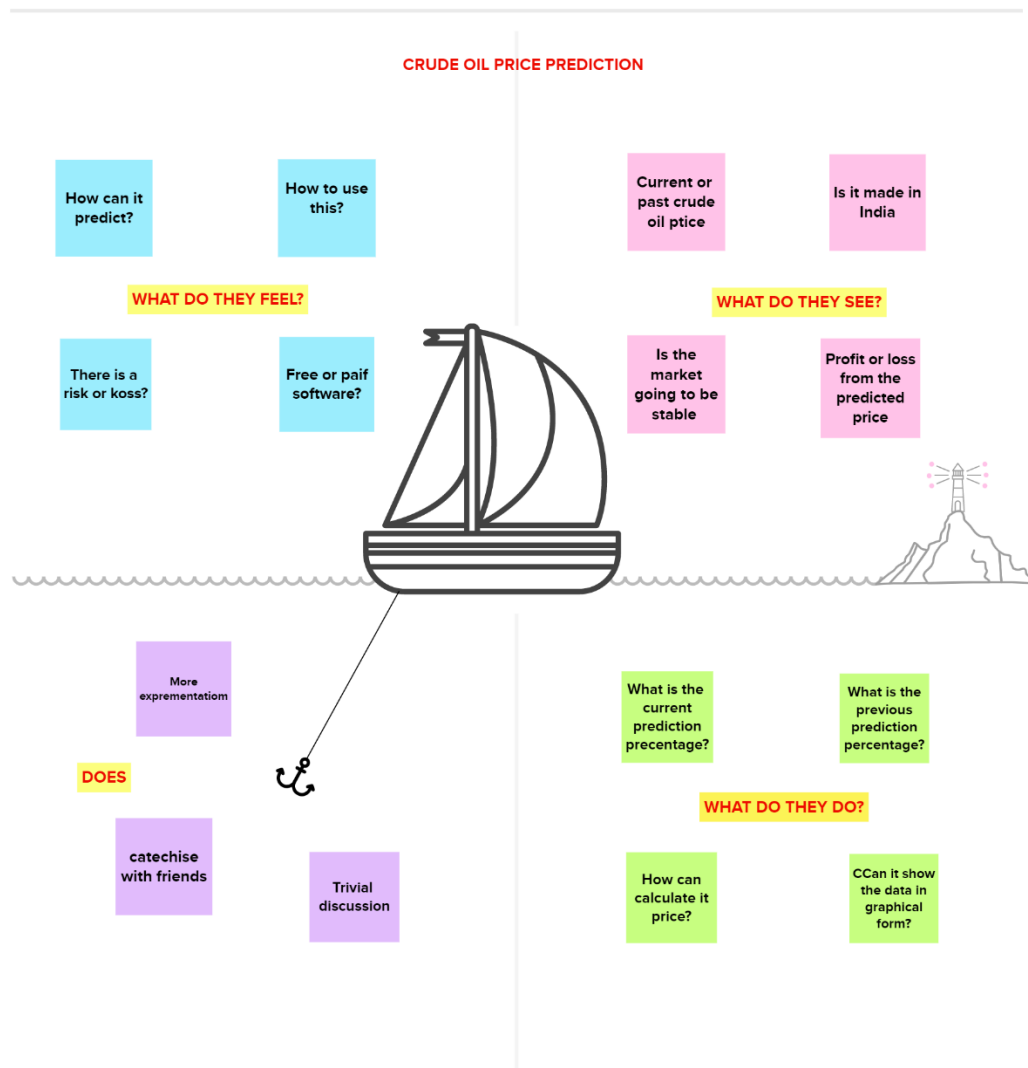 CRUDE OIL PRICE PREDICTION
How can it
predict?
How to use
this?
WHAT DO THEY FEEL?
There is a
risk or koss?
Free or paif
software?
Current or
past crude
oil ptice
Is it made in
India
WHAT DO THEY SEE?
Is the
market
going to be
stable
Profit or loss
from the
predicted
price
More
exprementatiom
DOES
catechise
with friends
Trivial
discussion
What is the
current
prediction
precentage?
What is the
previous
prediction
percentage?
WHAT DO THEY DO?
How can
calculate it
price?
CCan it show
the data in
graphical
form?